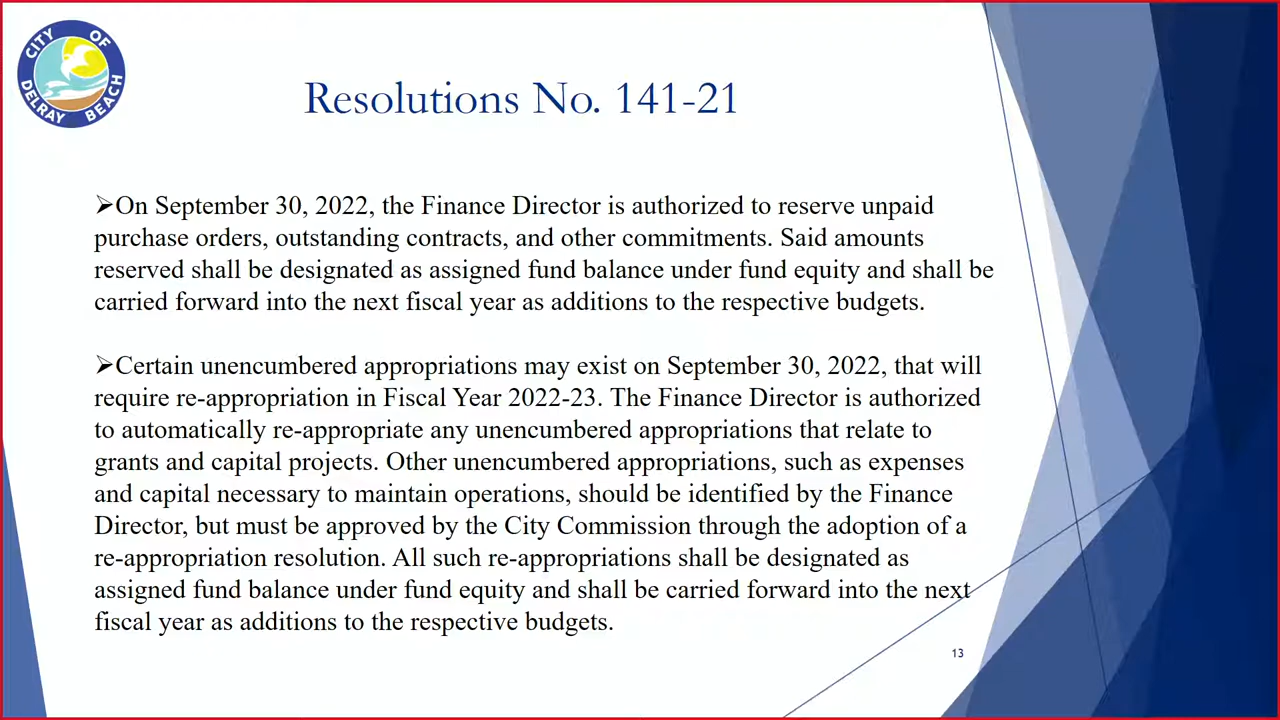 CITY OF
DELRAY BEACH
Resolutions No. 141-21
➢On September 30, 2022, the Finance Director is authorized to reserve unpaid
purchase orders, outstanding contracts, and other commitments. Said amounts
reserved shall be designated as assigned fund balance under fund equity and shall be
carried forward into the next fiscal year as additions to the respective budgets.
➢Certain unencumbered appropriations may exist on September 30, 2022, that will
require re-appropriation in Fiscal Year 2022-23. The Finance Director is authorized
to automatically re-appropriate any unencumbered appropriations that relate to
grants and capital projects. Other unencumbered appropriations, such as expenses
and capital necessary to maintain operations, should be identified by the Finance
Director, but must be approved by the City Commission through the adoption of a
re-appropriation resolution. All such re-appropriations shall be designated as
assigned fund balance under fund equity and shall be carried forward into the next
fiscal year as additions to the respective budgets.
13